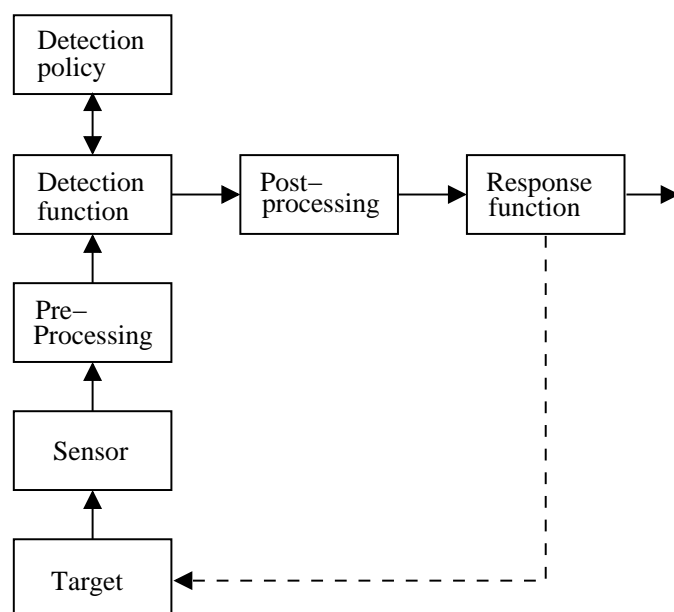 Detection
policy
Detection
function
Post–
processing
Response
function
Pre–
Processing
Sensor
Target